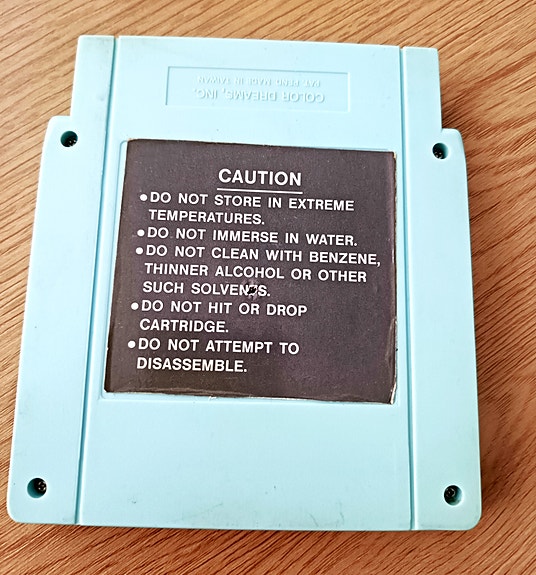 COLOR DREAMS, INC.
PAT. PEND. MADE IN TAIWAN
CAUTION
●DO NOT STORE IN EXTREME
TEMPERATURES.
●DO NOT IMMERSE IN WATER.
●DO NOT CLEAN WITH BENZENE,
THINNER ALCOHOL OR OTHER
SUCH SOLVENTS.
●DO NOT HIT OR DROP
CARTRIDGE.
●DO NOT ATTEMPT TO
DISASSEMBLE.